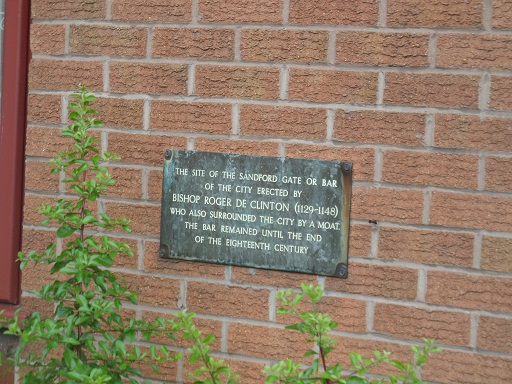 THE SITE OF THE SANDFORD GATE OR BAR
OF THE CITY ERECTED BY
BISHOP ROGER DE CLINTON (1129-1148)
WHO ALSO SURROUNDED THE CITY BY A MOAT.
THE BAR REMAINED UNTIL THE END
OF THE EIGHTEENTH CENTURY